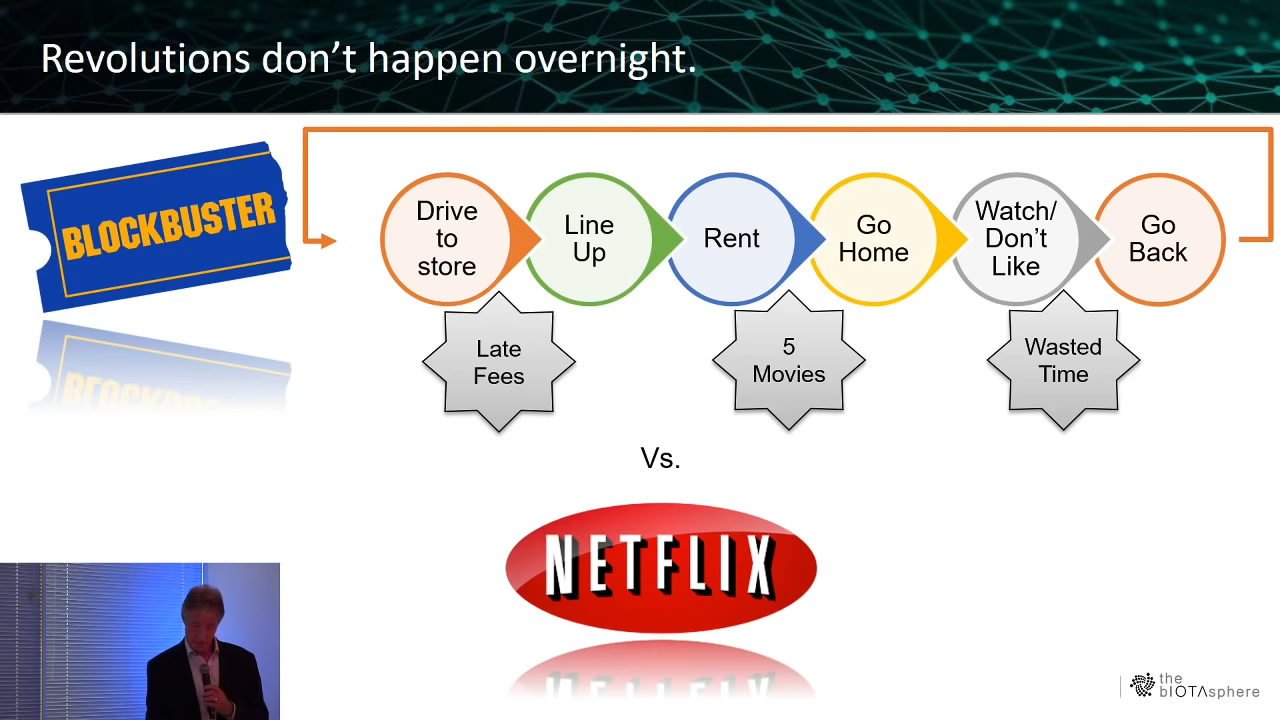 Revolutions don't happen overnight.
BLOCKBUSTER
Drive
to
store
Line
Up
Rent
Go
Home
Watch/
Don't
Like
Go
Back
Late
Fees
5
Movies
Wasted
Time
Vs.
NETFLIX
the
bIOTAsphere